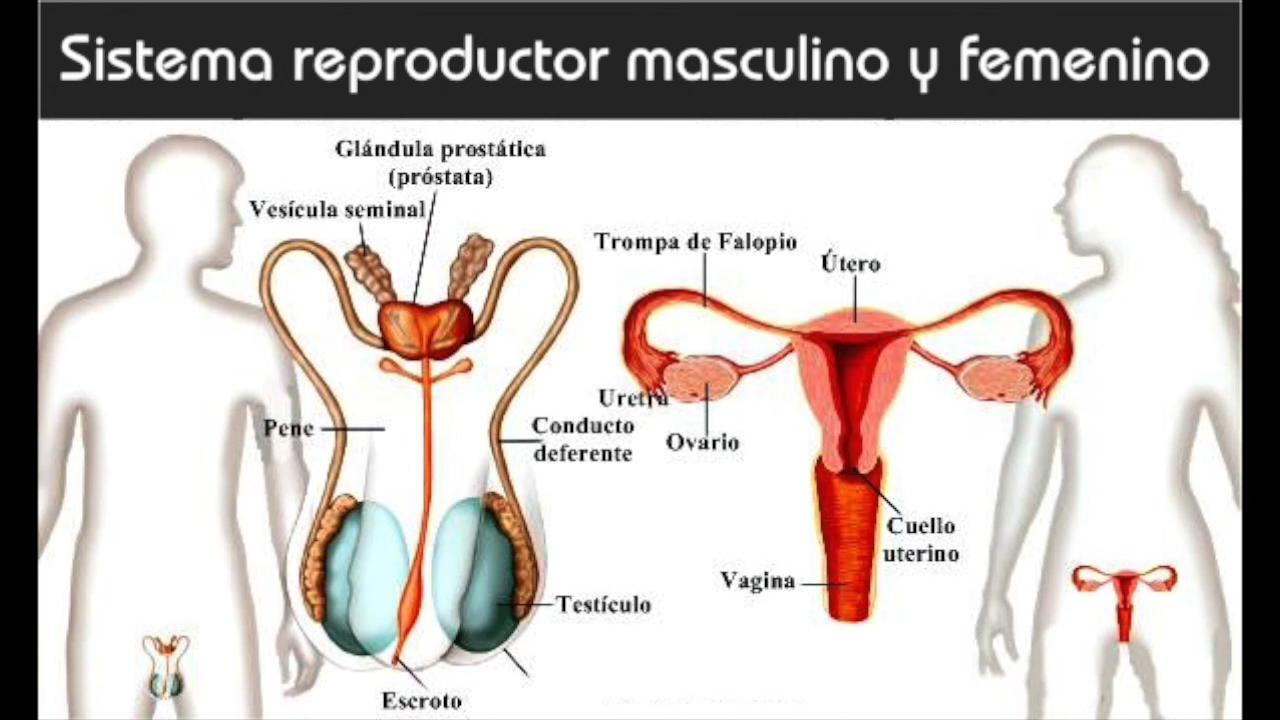 Sistema reproductor masculino y femenino
Glándula prostática
(próstata)
Vesícula seminal
Trompa de Falopio
Útero
Uretra
Pene
Conducto
deferente
Ovario
Cuello
uterino
Vagina
Testículo
Escroto